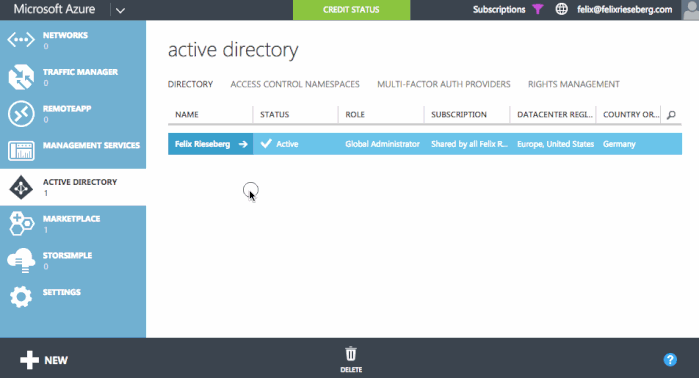 Microsoft Azure
CREDIT STATUS
Subscriptions
felix@felixrieseberg.com
NETWORKS
0
TRAFFIC MANAGER
0
REMOTEAPP
0
MANAGEMENT SERVICES
ACTIVE DIRECTORY
1
MARKETPLACE
1
STORSIMPLE
0
SETTINGS
active directory
DIRECTORY ACCESS CONTROL NAMESPACES MULTI-FACTOR AUTH PROVIDERS RIGHTS MANAGEMENT
NAME STATUS ROLE SUBSCRIPTION DATACENTER REGI... COUNTRY OR...
Felix Rieseberg Active Global Administrator Shared by all Felix R... Europe, United States Germany
NEW
DELETE
?